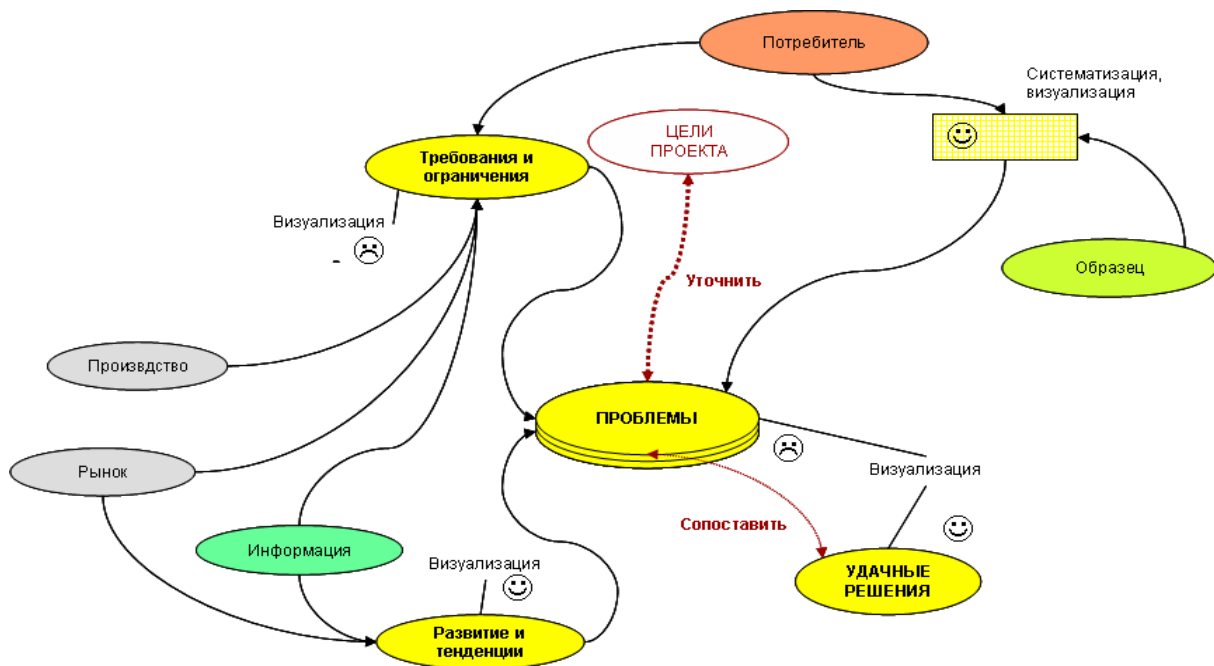 Потребитель
Систематизация,
визуализация
ЦЕЛИ
ПРОЕКТА
Требования и
ограничения
Визуализация
-
Уточнить
Образец
Произвдство
ПРОБЛЕМЫ
Рынок
Визуализация
Сопоставить
Информация
Визуализация
УДАЧНЫЕ
РЕШЕНИЯ
Развитие и
тенденции